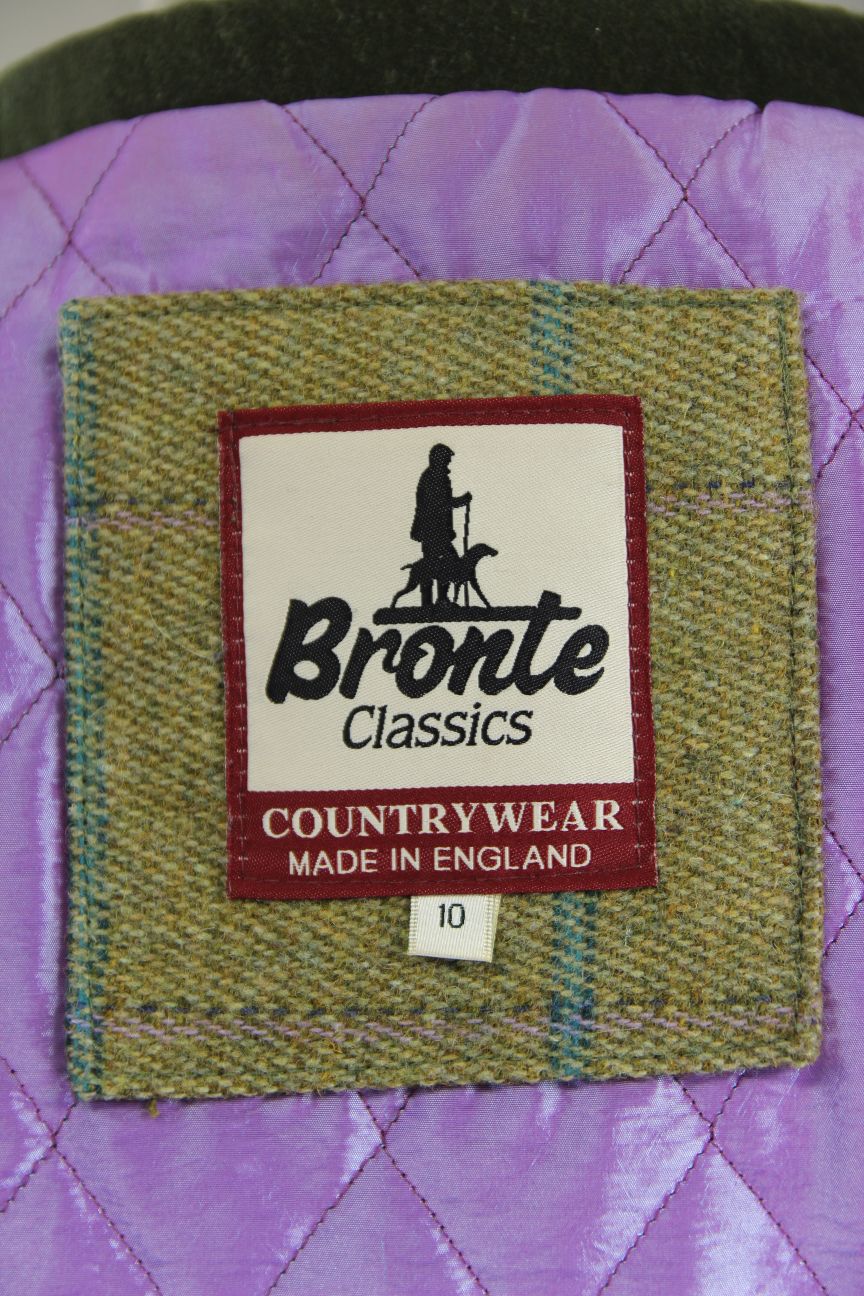 Bronte
Classics
COUNTRYWEAR
MADE IN ENGLAND
10